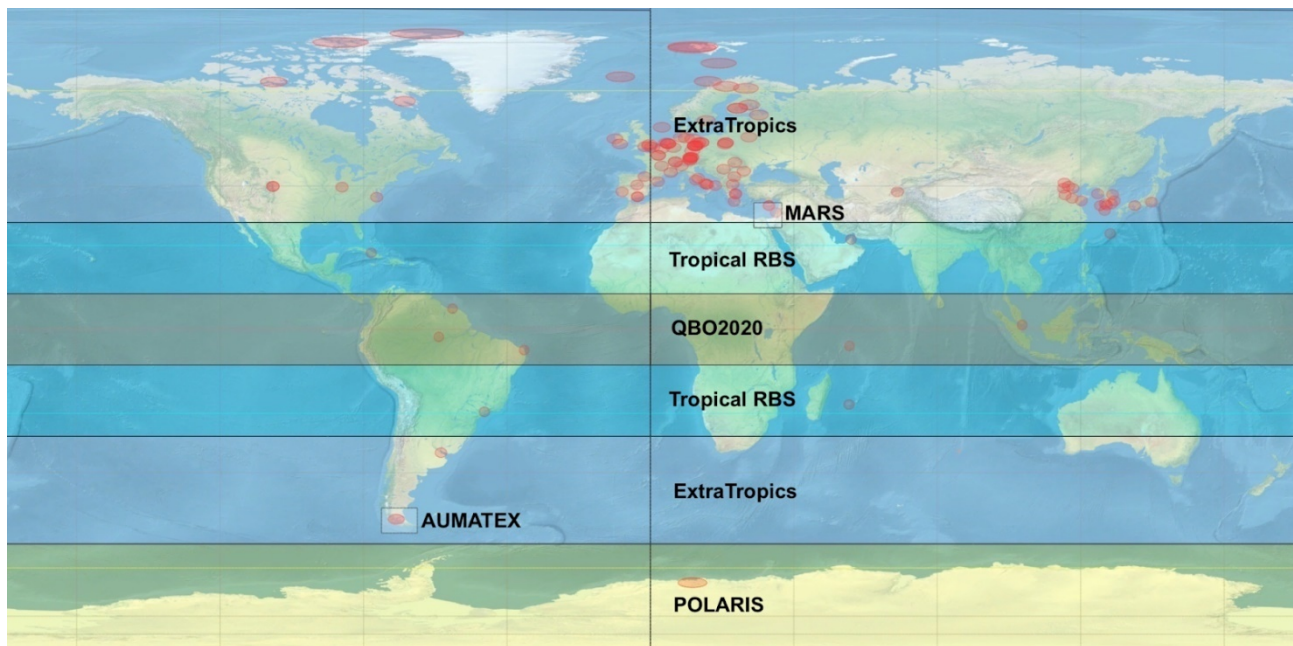 ExtraTropics
MARS
Tropical RBS
QBO2020
Tropical RBS
ExtraTropics
AUMATEX
POLARIS